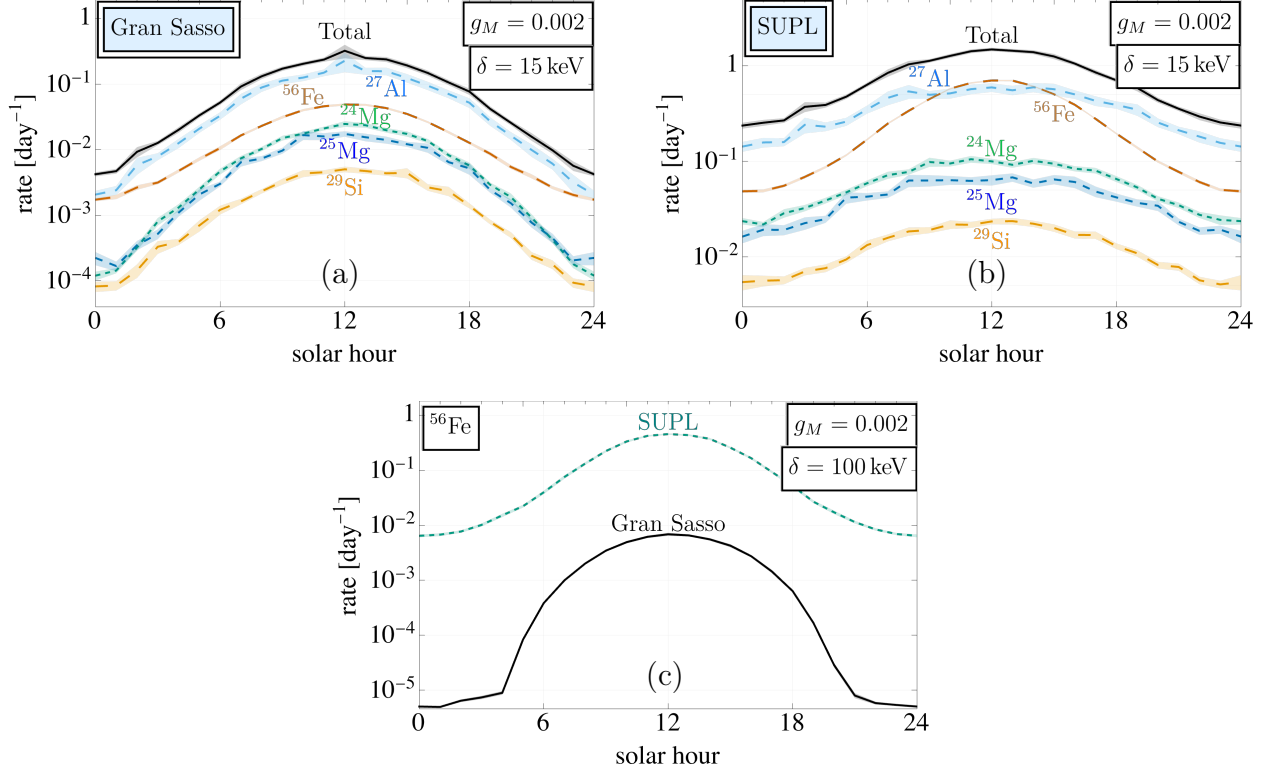 Gran Sasso
g_M = 0.002
δ = 15 keV
Total
²⁷Al
⁵⁶Fe
²⁴Mg
²⁵Mg
²⁹Si
(a)
rate [day⁻¹]
1
10⁻¹
10⁻²
10⁻³
10⁻⁴
0 6 12 18 24
solar hour
SUPL
g_M = 0.002
δ = 15 keV
Total
²⁷Al
⁵⁶Fe
²⁴Mg
²⁵Mg
²⁹Si
(b)
rate [day⁻¹]
1
10⁻¹
10⁻²
0 6 12 18 24
solar hour
⁵⁶Fe
g_M = 0.002
δ = 100 keV
SUPL
Gran Sasso
(c)
rate [day⁻¹]
1
10⁻¹
10⁻²
10⁻³
10⁻⁴
10⁻⁵
0 6 12 18 24
solar hour